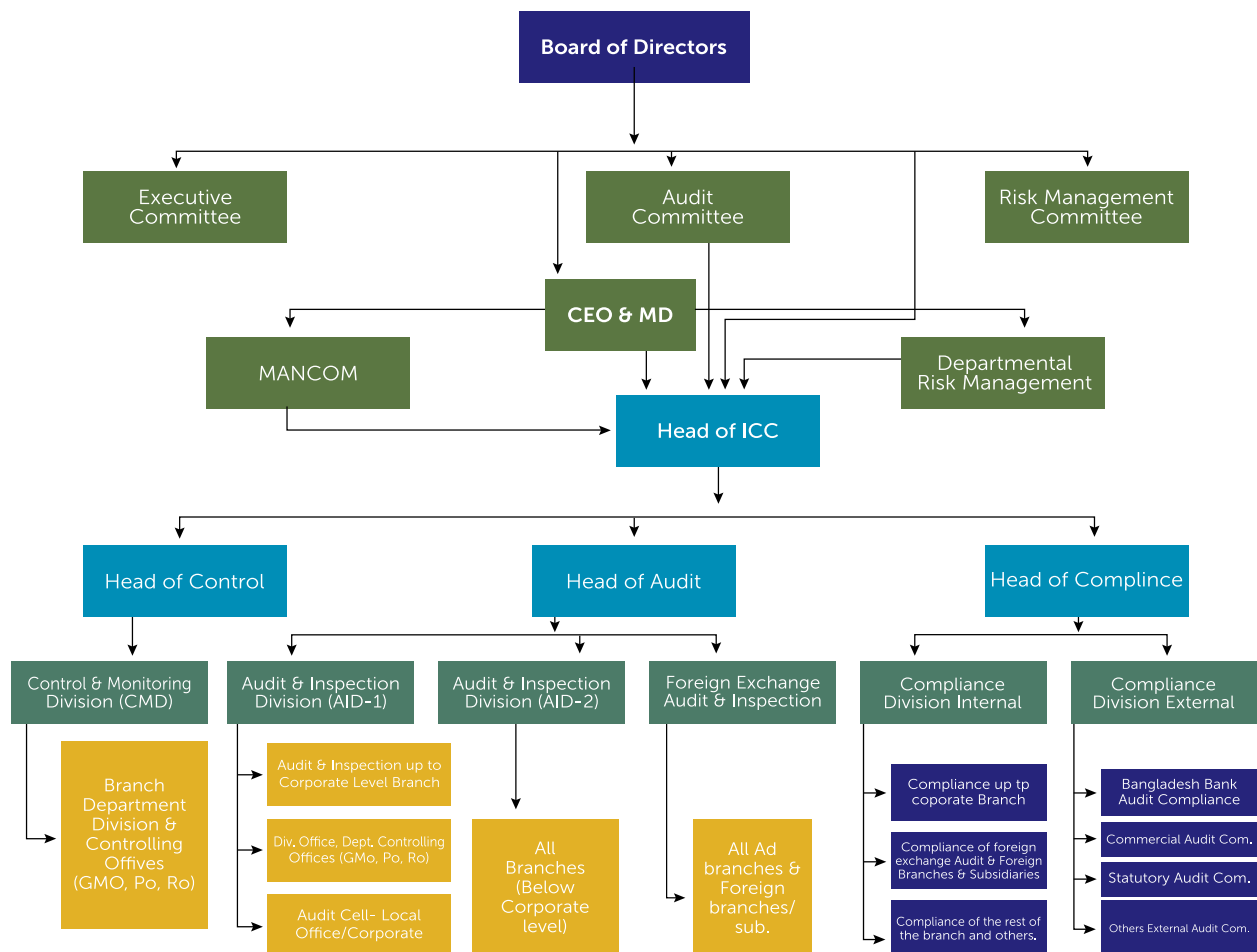 Board of Directors
Executive
Committee
Audit
Committee
Risk Management
Committee
CEO & MD
MANCOM
Departmental
Risk Management
Head of ICC
Head of Control
Head of Audit
Head of Complince
Control & Monitoring
Division (CMD)
Audit & Inspection
Division (AID-1)
Audit & Inspection
Division (AID-2)
Foreign Exchange
Audit & Inspection
Compliance
Division Internal
Compliance
Division External
Branch
Department
Division &
Controlling
Offives
(GMO, Po, Ro)
Audit & Inspection up to
Corporate Level Branch
Div. Office, Dept. Controlling
Offices (GMo, Po, Ro)
Audit Cell- Local
Office/Corporate
All
Branches
(Below
Corporate
level)
All Ad
branches &
Foreign
branches/
sub.
Compliance up tp
coporate Branch
Compliance of foreign
exchange Audit & Foreign
Branches & Subsidiaries
Compliance of the rest of
the branch and others.
Bangladesh Bank
Audit Compliance
Commercial Audit Com.
Statutory Audit Com.
Others External Audit Com.